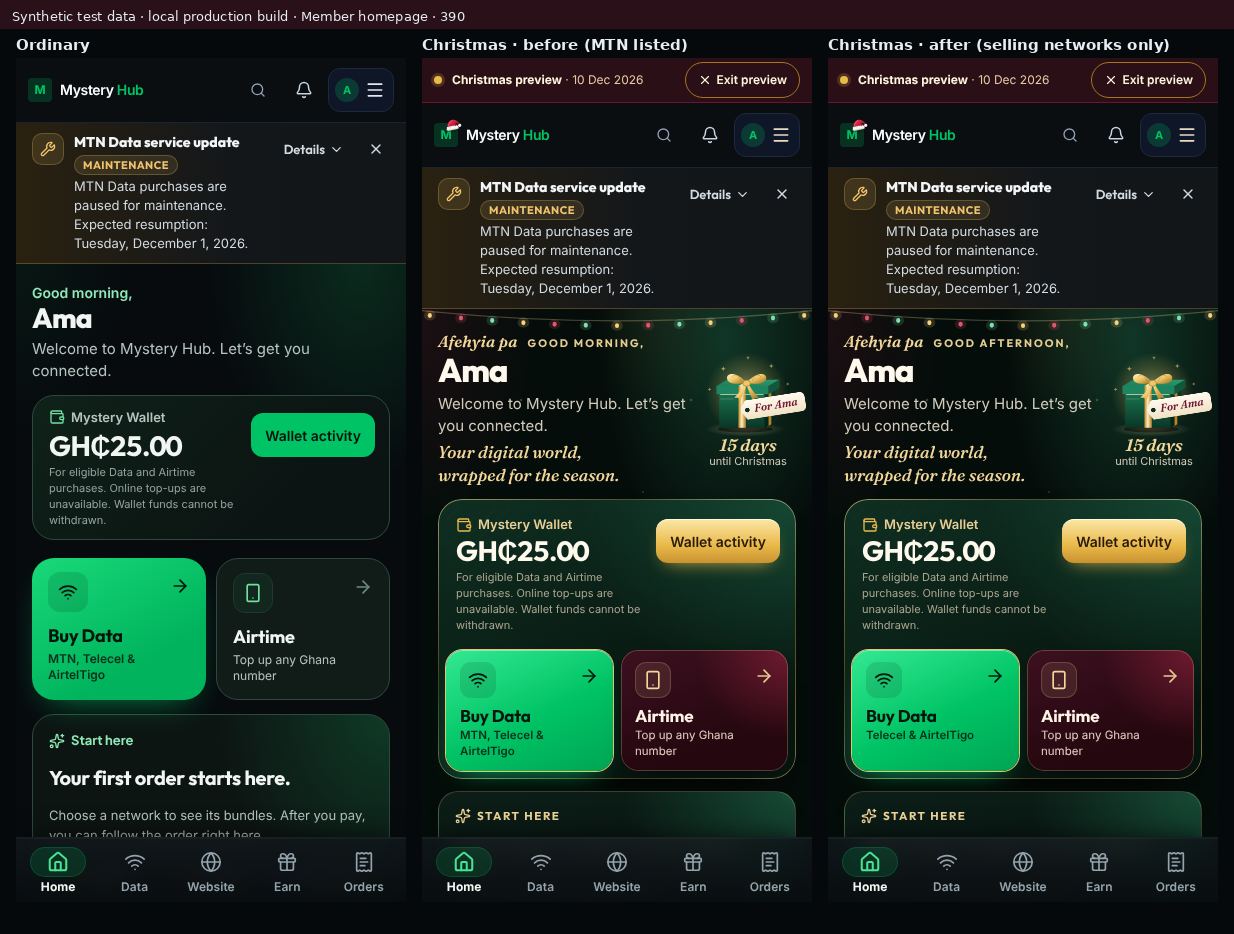 Synthetic test data · local production build · Member homepage · 390
Ordinary
M Mystery Hub
A
MTN Data service update
MAINTENANCE
Details
MTN Data purchases are
paused for maintenance.
Expected resumption:
Tuesday, December 1, 2026.
Good morning,
Ama
Welcome to Mystery Hub. Let's get you
connected.
Mystery Wallet
GH₵25.00
Wallet activity
For eligible Data and Airtime
purchases. Online top-ups are
unavailable. Wallet funds cannot be
withdrawn.
Buy Data
MTN, Telecel &
AirtelTigo
Airtime
Top up any Ghana
number
Start here
Your first order starts here.
Choose a network to see its bundles. After you pay,
you can follow the order right here.
Home
Data
Website
Earn
Orders
Christmas · before (MTN listed)
Christmas preview · 10 Dec 2026
Exit preview
M Mystery Hub
A
MTN Data service update
MAINTENANCE
Details
MTN Data purchases are
paused for maintenance.
Expected resumption:
Tuesday, December 1, 2026.
Afehyia pa GOOD MORNING,
Ama
Welcome to Mystery Hub. Let's get
you connected.
Your digital world,
wrapped for the season.
For Ama
15 days
until Christmas
Mystery Wallet
GH₵25.00
Wallet activity
For eligible Data and Airtime
purchases. Online top-ups are
unavailable. Wallet funds cannot be
withdrawn.
Buy Data
MTN, Telecel &
AirtelTigo
Airtime
Top up any Ghana
number
START HERE
Home
Data
Website
Earn
Orders
Christmas · after (selling networks only)
Christmas preview · 10 Dec 2026
Exit preview
M Mystery Hub
A
MTN Data service update
MAINTENANCE
Details
MTN Data purchases are
paused for maintenance.
Expected resumption:
Tuesday, December 1, 2026.
Afehyia pa GOOD AFTERNOON,
Ama
Welcome to Mystery Hub. Let's get
you connected.
Your digital world,
wrapped for the season.
For Ama
15 days
until Christmas
Mystery Wallet
GH₵25.00
Wallet activity
For eligible Data and Airtime
purchases. Online top-ups are
unavailable. Wallet funds cannot be
withdrawn.
Buy Data
Telecel & AirtelTigo
Airtime
Top up any Ghana
number
START HERE
Home
Data
Website
Earn
Orders